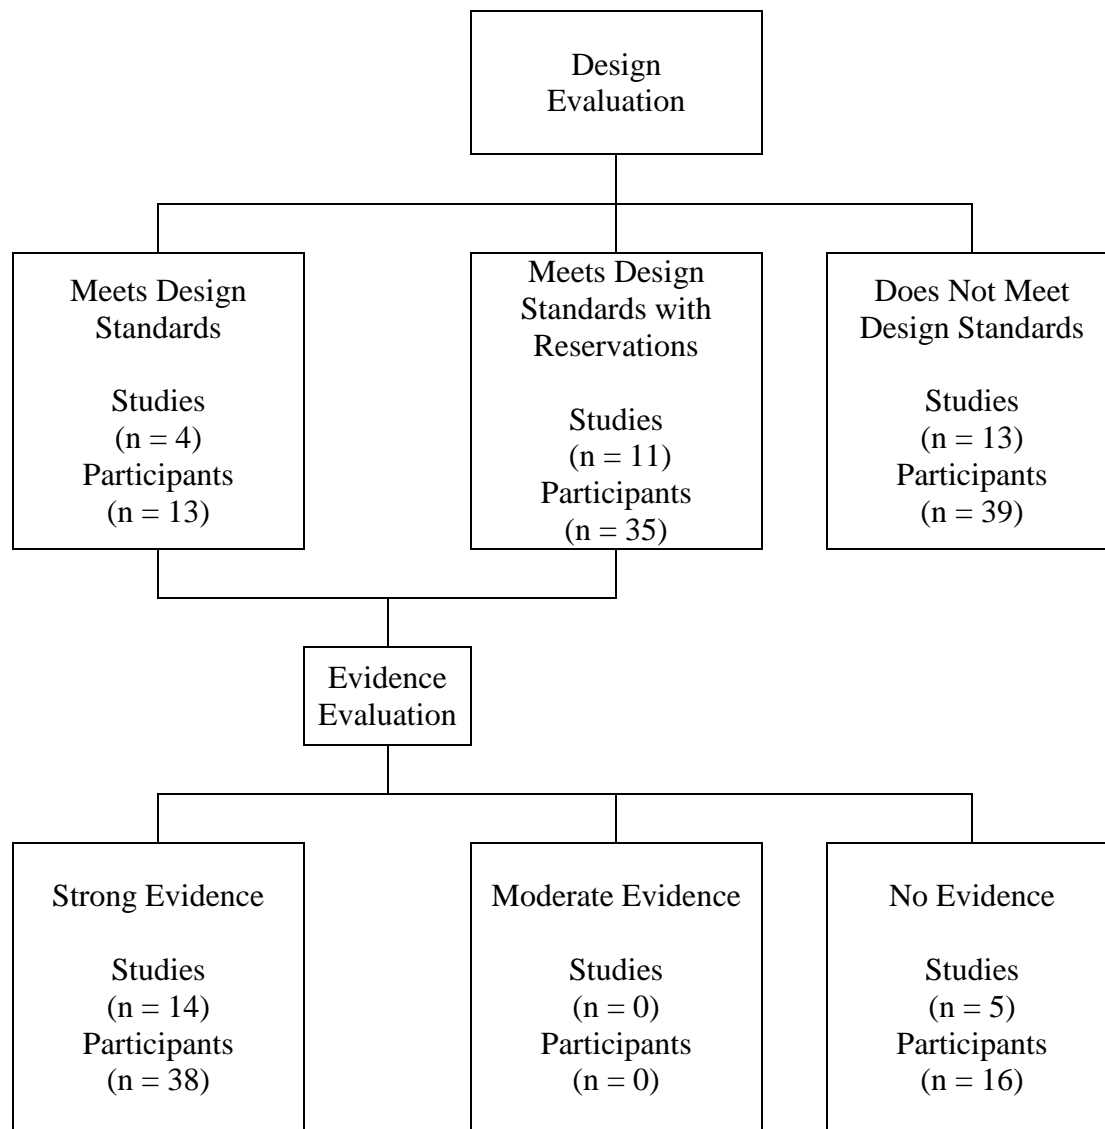 Design
Evaluation
Meets Design
Standards
Studies
(n = 4)
Participants
(n = 13)
Meets Design
Standards with
Reservations
Studies
(n = 11)
Participants
(n = 35)
Does Not Meet
Design Standards
Studies
(n = 13)
Participants
(n = 39)
Evidence
Evaluation
Strong Evidence
Studies
(n = 14)
Participants
(n = 38)
Moderate Evidence
Studies
(n = 0)
Participants
(n = 0)
No Evidence
Studies
(n = 5)
Participants
(n = 16)